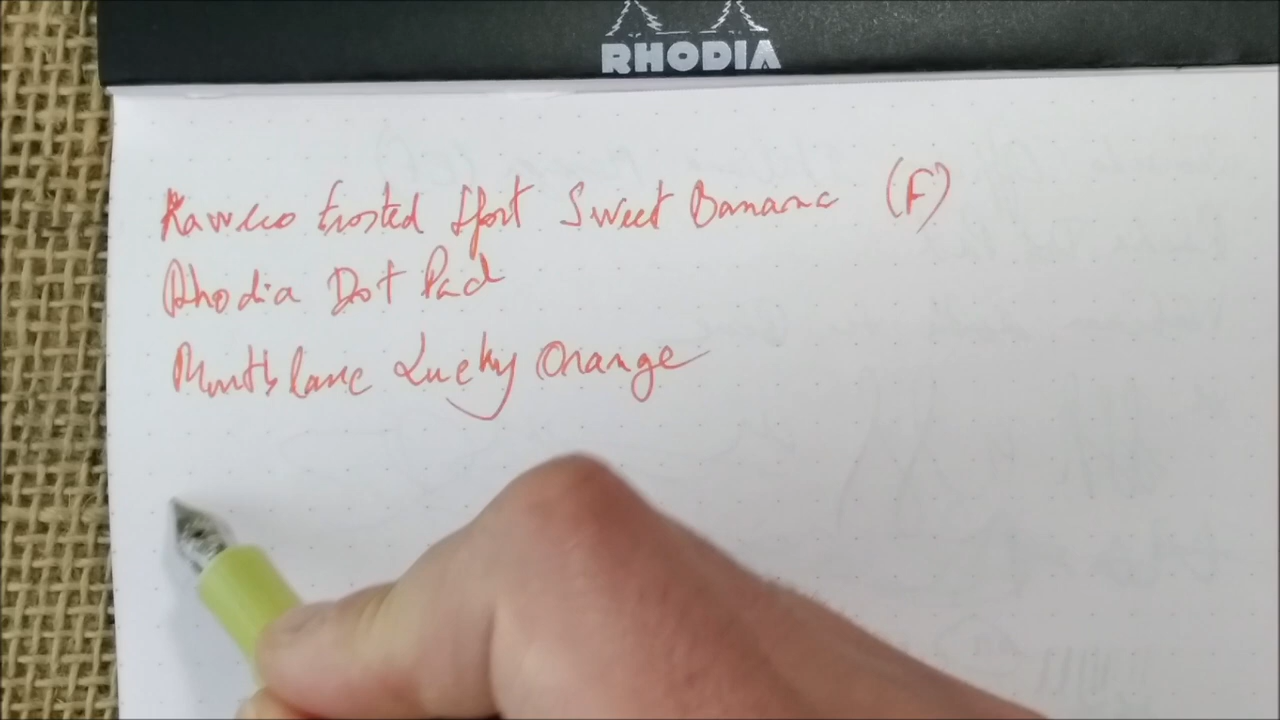 RHODIA
Kaweco Frosted Sport Sweet Banana (F)
Rhodia Dot Pad
Montblanc Lucky Orange